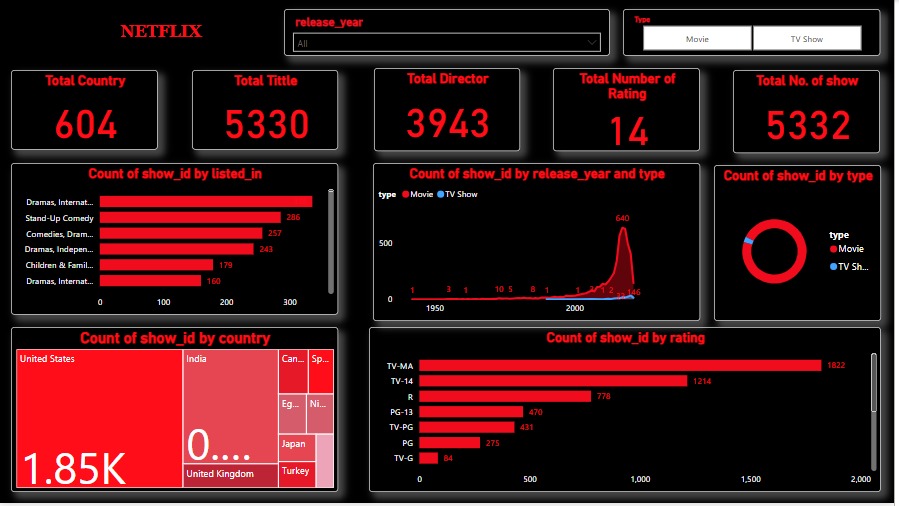 NETFLIX
release_year
All
Type
Movie
TV Show
Total Country
604
Total Tittle
5330
Total Director
3943
Total Number of
Rating
14
Total No. of show
5332
Count of show_id by listed_in
Dramas, Internat...
Stand-Up Comedy
286
Comedies, Dram...
257
Dramas, Indepen...
243
Children & Famil...
179
Dramas, Internat...
160
0
100
200
300
Count of show_id by release_year and type
type
Movie
TV Show
640
500
0
1
3
1
10
5
8
1
1
1
2
146
1950
2000
Count of show_id by type
type
Movie
TV Sh...
Count of show_id by country
United States
1.85K
India
0....
United Kingdom
Can...
Sp...
Eg...
Ni...
Japan
Turkey
Count of show_id by rating
TV-MA
1822
TV-14
1214
R
778
PG-13
470
TV-PG
431
PG
275
TV-G
84
0
500
1,000
1,500
2,000